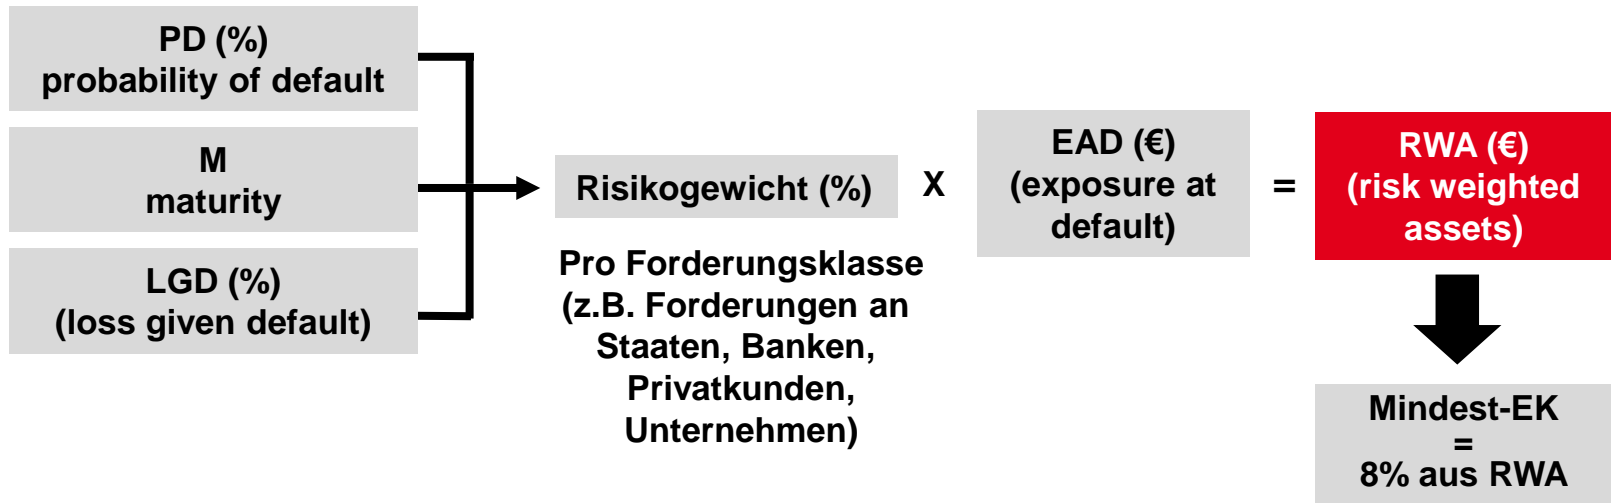 PD (%)
probability of default
M
maturity
LGD (%)
(loss given default)
Risikogewicht (%)
Pro Forderungsklasse
(z.B. Forderungen an
Staaten, Banken,
Privatkunden,
Unternehmen)
X
EAD (€)
(exposure at
default)
=
RWA (€)
(risk weighted
assets)
Mindest-EK
=
8% aus RWA